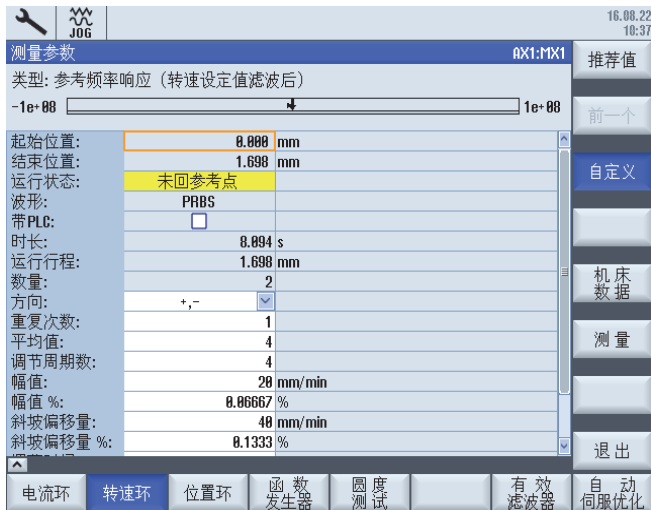 JOG
16.08.22
10:37
测量参数 AX1:MX1
类型: 参考频率响应（转速设定值滤波后）
-1e+08 1e+08
起始位置: 0.000 mm
结束位置: 1.698 mm
运行状态: 未回参考点
波形: PRBS
带PLC:
时长: 8.094 s
运行行程: 1.698 mm
数量: 2
方向: +,-
重复次数: 1
平均值: 4
调节周期数: 4
幅值: 20 mm/min
幅值 %: 0.06667 %
斜坡偏移量: 40 mm/min
斜坡偏移量 %: 0.1333 %
推荐值
前一个
自定义
机床
数据
测量
退出
电流环
转速环
位置环
函数
发生器
圆度
测试
有效
滤波器
自动
伺服优化